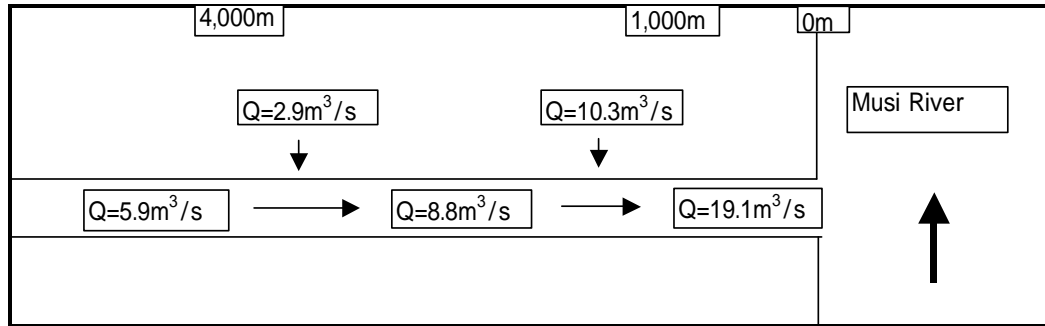 4,000m
1,000m
0m
Q=2.9m³/s
Q=10.3m³/s
Musi River
Q=5.9m³/s
Q=8.8m³/s
Q=19.1m³/s